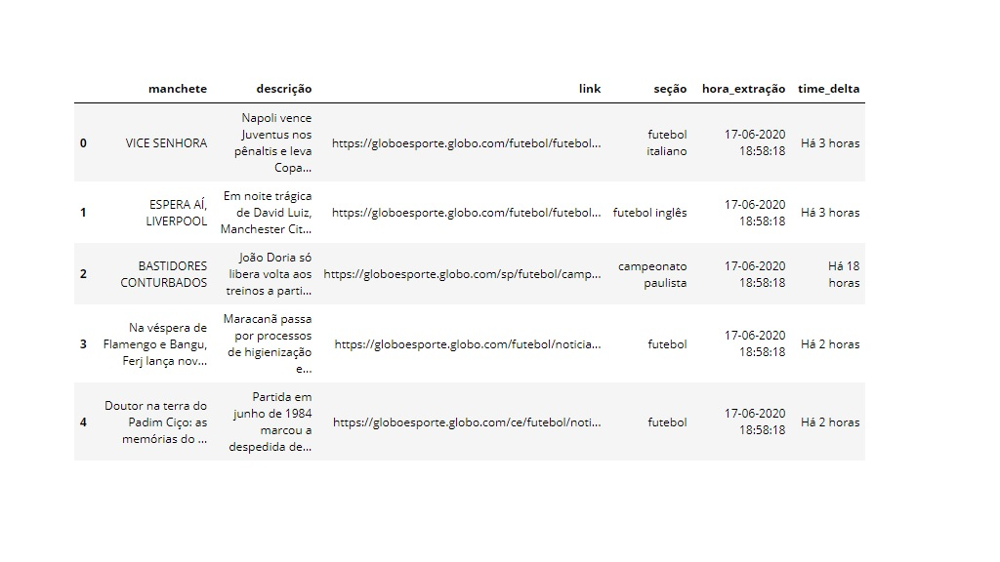 manchete descrição link seção hora_extração time_delta
0 VICE SENHORA Napoli vence Juventus nos pênaltis e leva Copa... https://globoesporte.globo.com/futebol/futebol... futebol italiano 17-06-2020 18:58:18 Há 3 horas
1 ESPERA AÍ, LIVERPOOL Em noite trágica de David Luiz, Manchester Cit... https://globoesporte.globo.com/futebol/futebol... futebol inglês 17-06-2020 18:58:18 Há 3 horas
2 BASTIDORES CONTURBADOS João Doria só libera volta aos treinos a parti... https://globoesporte.globo.com/sp/futebol/camp... campeonato paulista 17-06-2020 18:58:18 Há 18 horas
3 Na véspera de Flamengo e Bangu, Ferj lança nov... Maracanã passa por processos de higienização e... https://globoesporte.globo.com/futebol/noticia... futebol 17-06-2020 18:58:18 Há 2 horas
4 Doutor na terra do Padim Ciço: as memórias do ... Partida em junho de 1984 marcou a despedida de... https://globoesporte.globo.com/ce/futebol/noti... futebol 17-06-2020 18:58:18 Há 2 horas